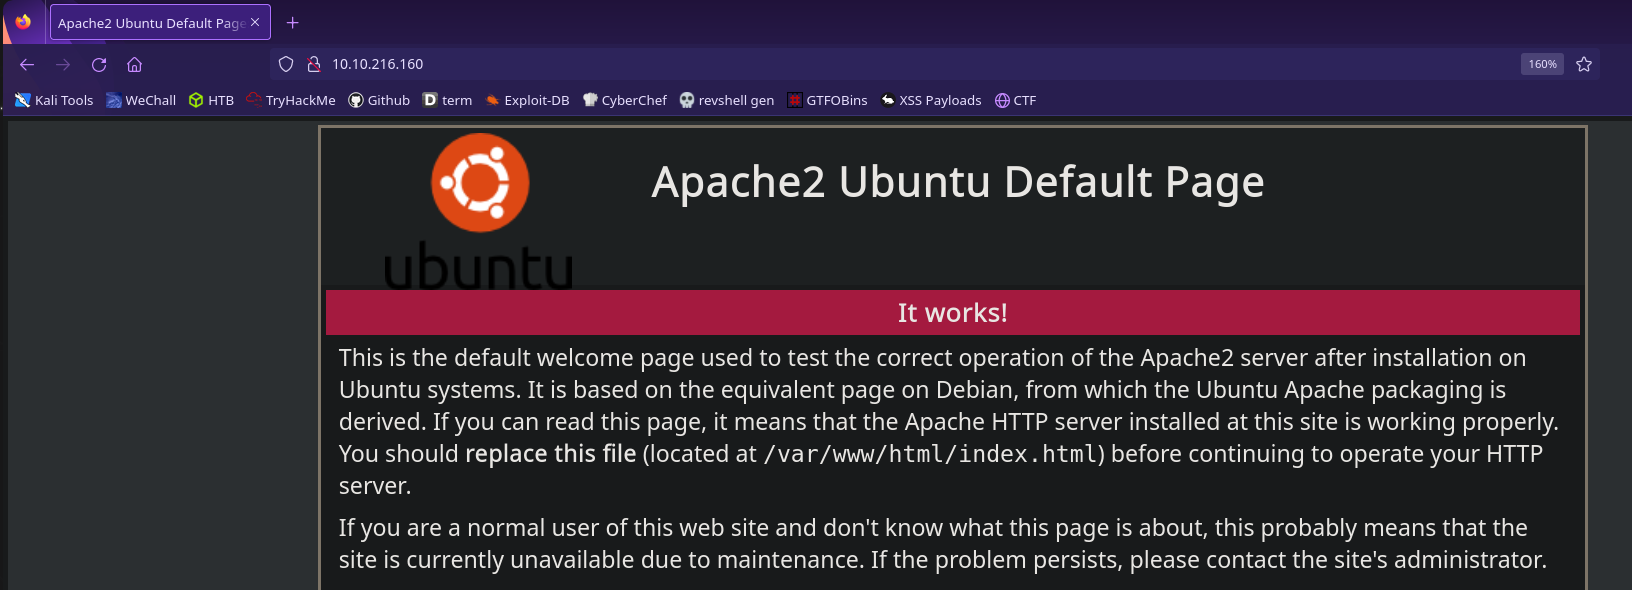 Apache2 Ubuntu Default Page
10.10.216.160
160%
Kali Tools WeChall HTB TryHackMe Github term Exploit-DB CyberChef revshell gen GTFOBins XSS Payloads CTF
Apache2 Ubuntu Default Page
ubuntu
It works!
This is the default welcome page used to test the correct operation of the Apache2 server after installation on
Ubuntu systems. It is based on the equivalent page on Debian, from which the Ubuntu Apache packaging is
derived. If you can read this page, it means that the Apache HTTP server installed at this site is working properly.
You should replace this file (located at /var/www/html/index.html) before continuing to operate your HTTP
server.
If you are a normal user of this web site and don't know what this page is about, this probably means that the
site is currently unavailable due to maintenance. If the problem persists, please contact the site's administrator.